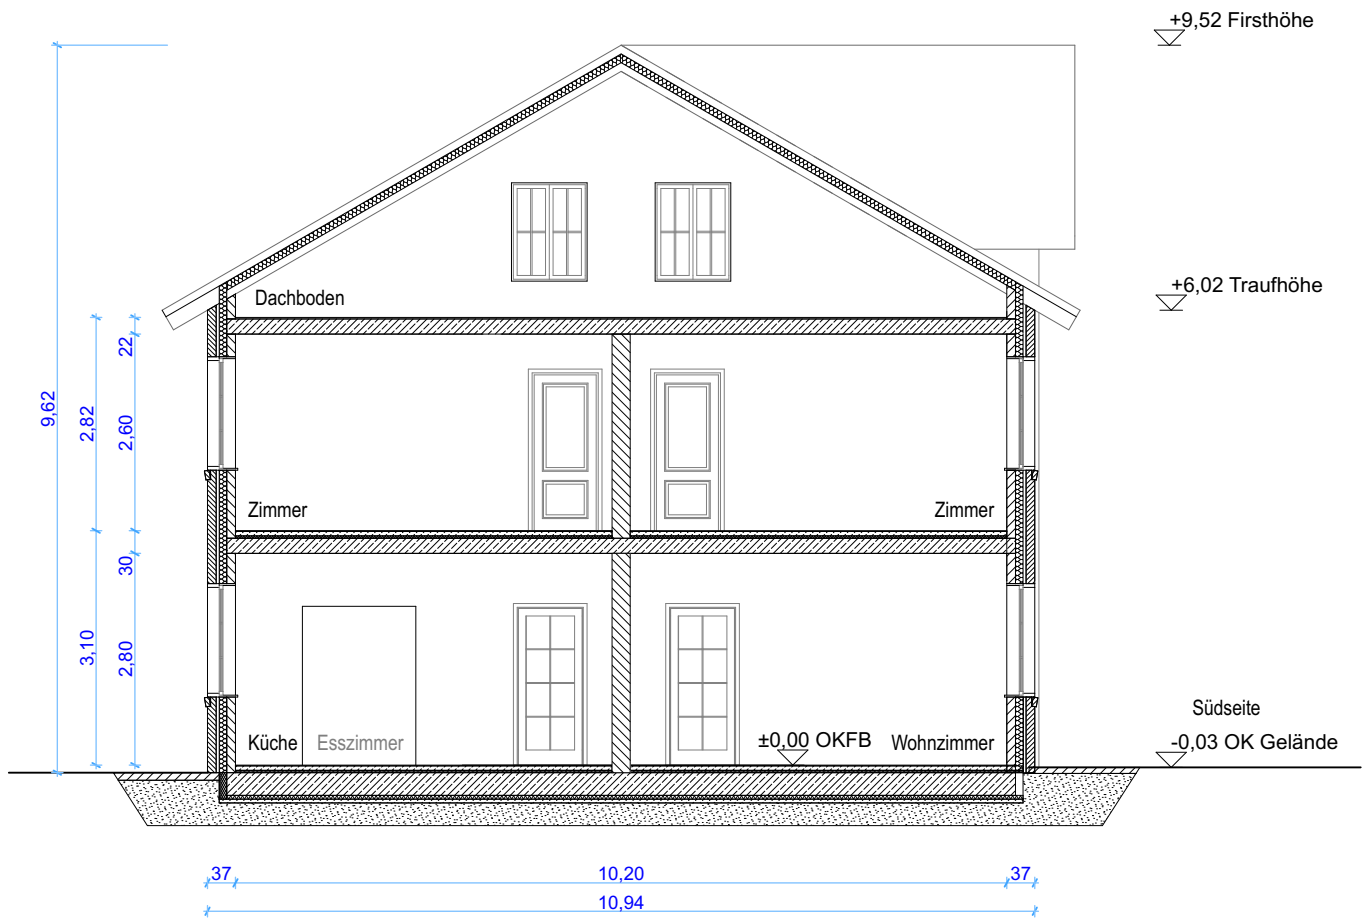 +9,52 Firsthöhe
+6,02 Traufhöhe
Dachboden
22
9,62
2,82
2,60
Zimmer
Zimmer
30
3,10
2,80
Südseite
Küche
Esszimmer
±0,00 OKFB
Wohnzimmer
-0,03 OK Gelände
37
10,20
37
10,94